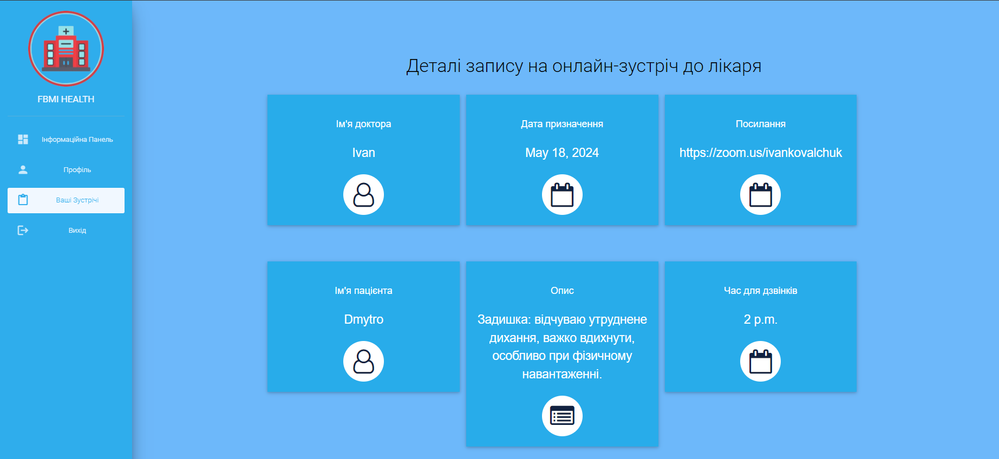 FBMI HEALTH
Інформаційна Панель
Профіль
Ваші Зустрічі
Вихід
Деталі запису на онлайн-зустріч до лікаря
Ім'я доктора
Ivan
Дата призначення
May 18, 2024
Посилання
https://zoom.us/ivankovalchuk
Ім'я пацієнта
Dmytro
Опис
Задишка: відчуваю утруднене
дихання, важко вдихнути,
особливо при фізичному
навантаженні.
Час для дзвінків
2 p.m.